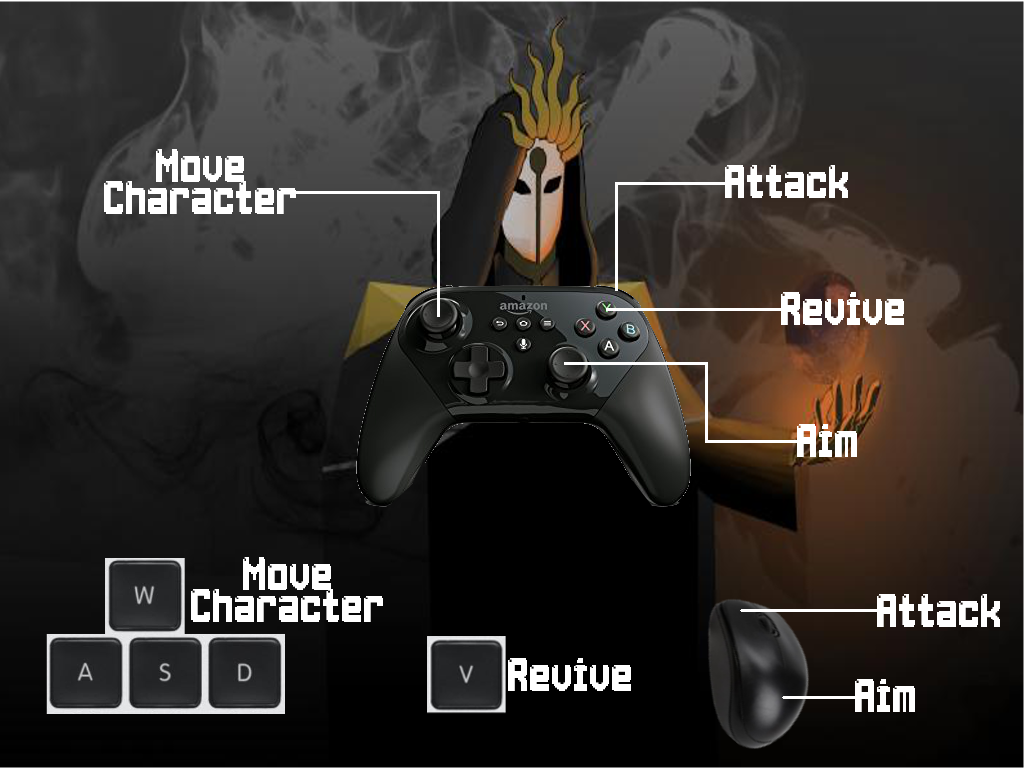 Move
Character
Attack
amazon
Y
Revive
X
B
A
Aim
W
Move
Character
A
S
D
V
Revive
Attack
Aim